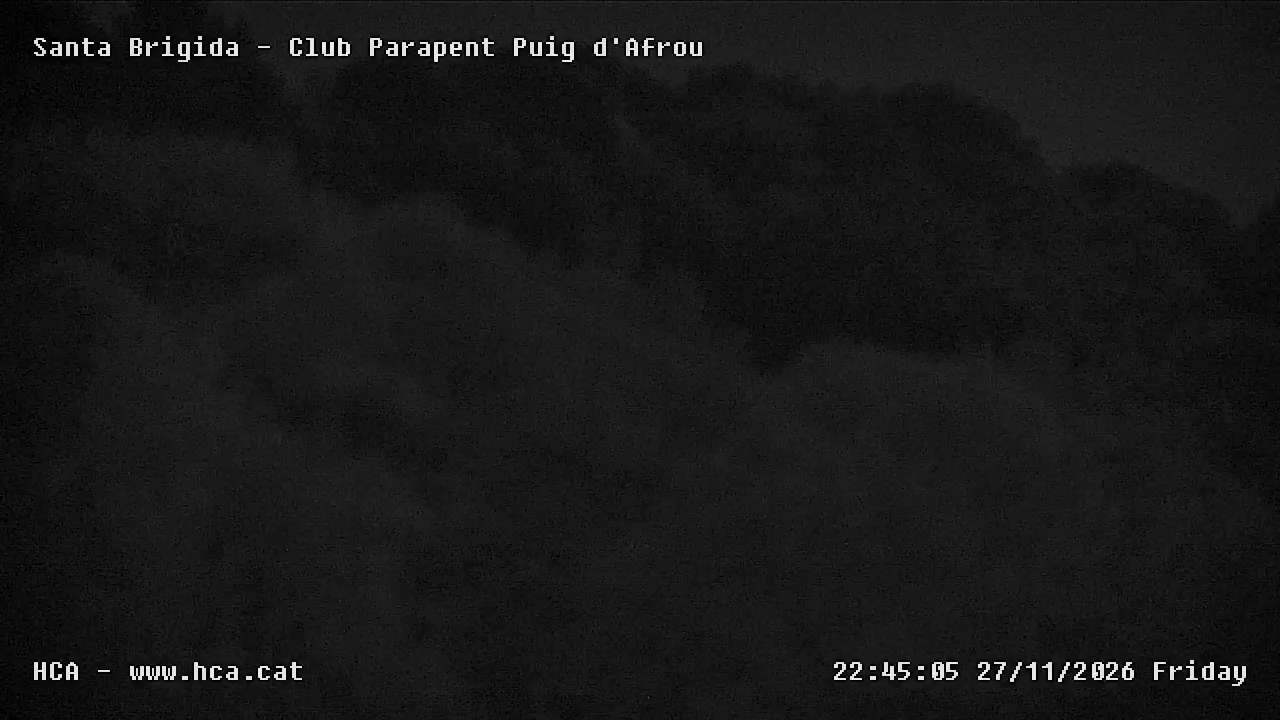 Santa Brigida - Club Parapent Puig d'Afrou
HCA - www.hca.cat
22:45:05 27/11/2026 Friday